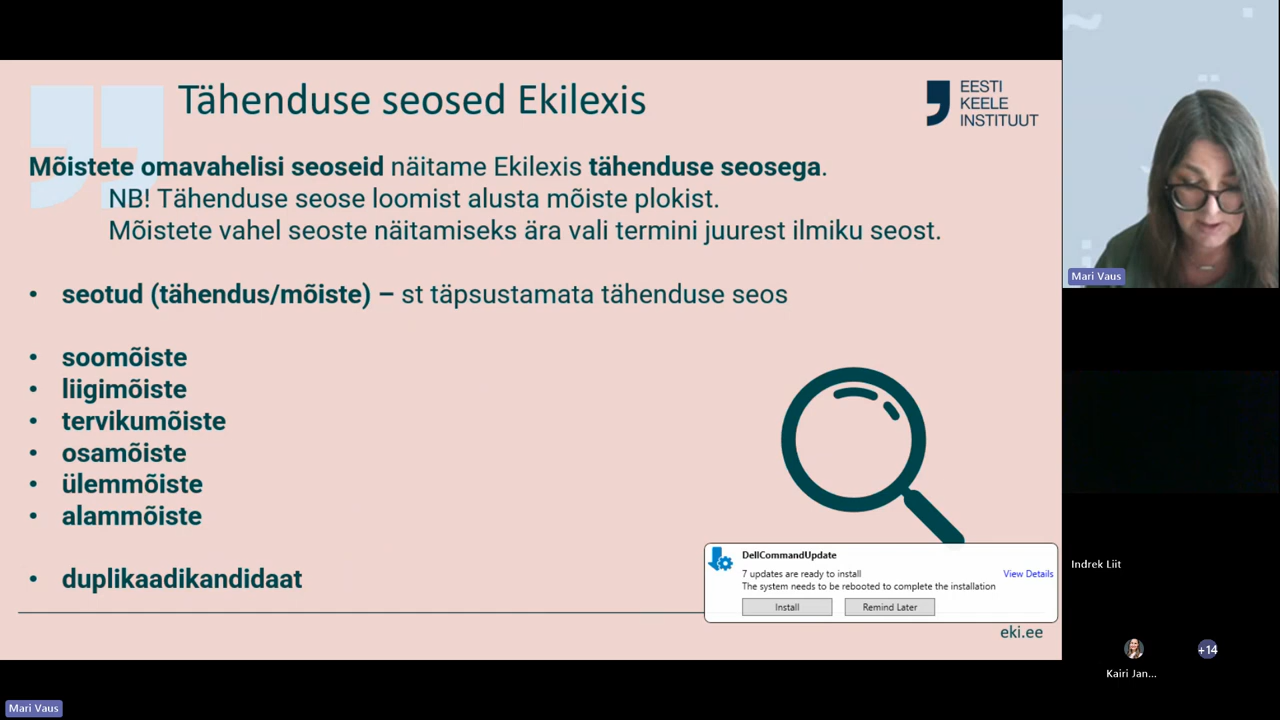 Tähenduse seosed Ekilexis
EESTI
KEELE
INSTITUUT
Mõistete omavahelisi seoseid näitame Ekilexis tähenduse seosega.
NB! Tähenduse seose loomist alusta mõiste plokist.
Mõistete vahel seoste näitamiseks ära vali termini juurest ilmiku seost.
• seotud (tähendus/mõiste) – st täpsustamata tähenduse seos
• soomõiste
• liigimõiste
• tervikumõiste
• osamõiste
• ülemmõiste
• alammõiste
• duplikaadikandidaat
DellCommandUpdate
7 updates are ready to install
View Details
The system needs to be rebooted to complete the installation
Install
Remind Later
eki.ee
Mari Vaus
Indrek Liit
Kairi Jan...
+14
Mari Vaus